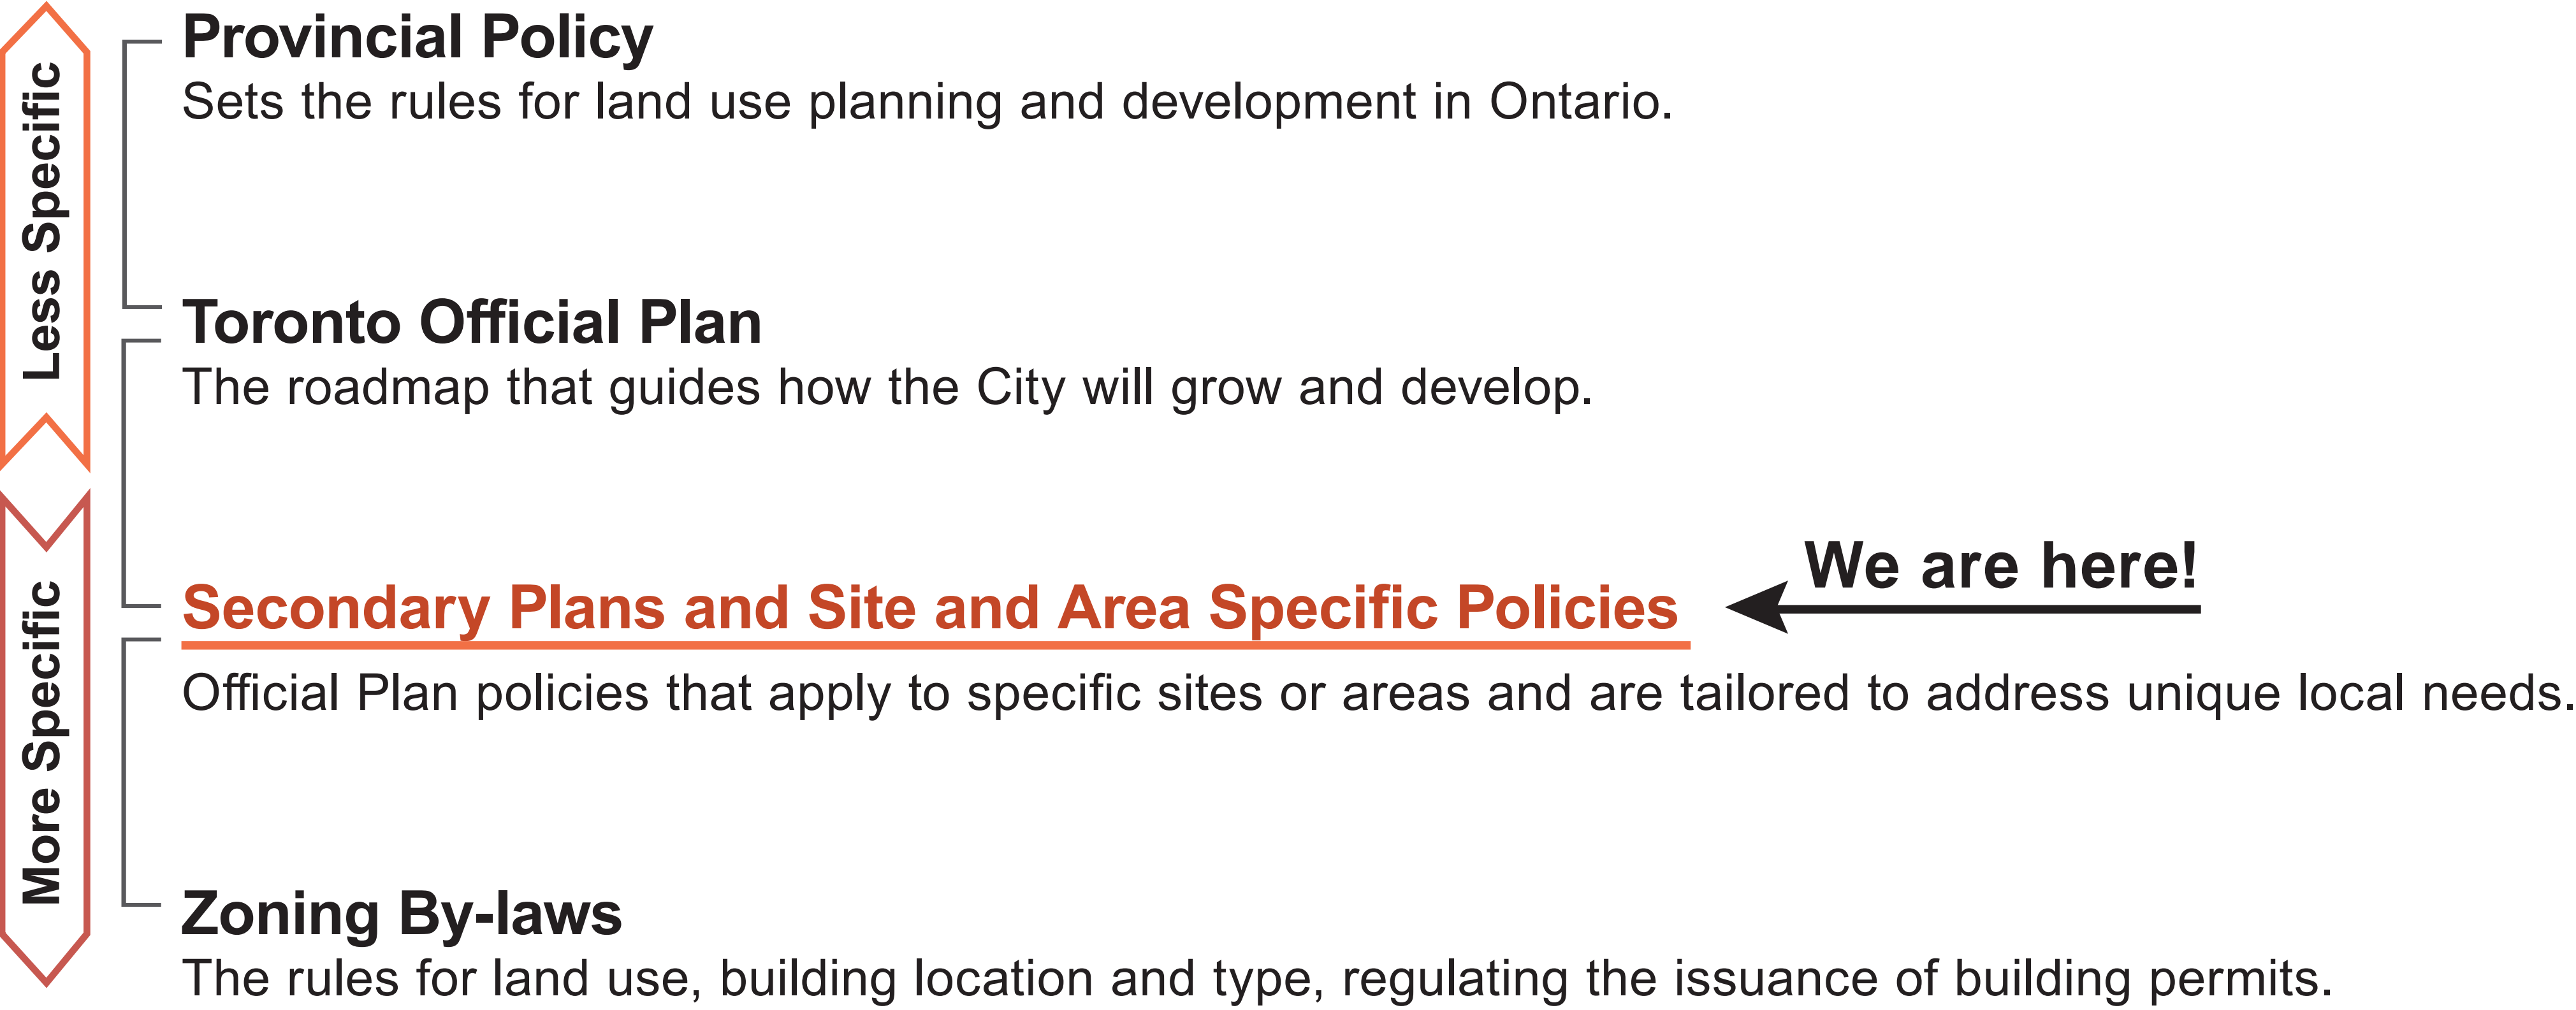 Less Specific
More Specific
Provincial Policy
Sets the rules for land use planning and development in Ontario.
Toronto Official Plan
The roadmap that guides how the City will grow and develop.
Secondary Plans and Site and Area Specific Policies
We are here!
Official Plan policies that apply to specific sites or areas and are tailored to address unique local needs.
Zoning By-laws
The rules for land use, building location and type, regulating the issuance of building permits.